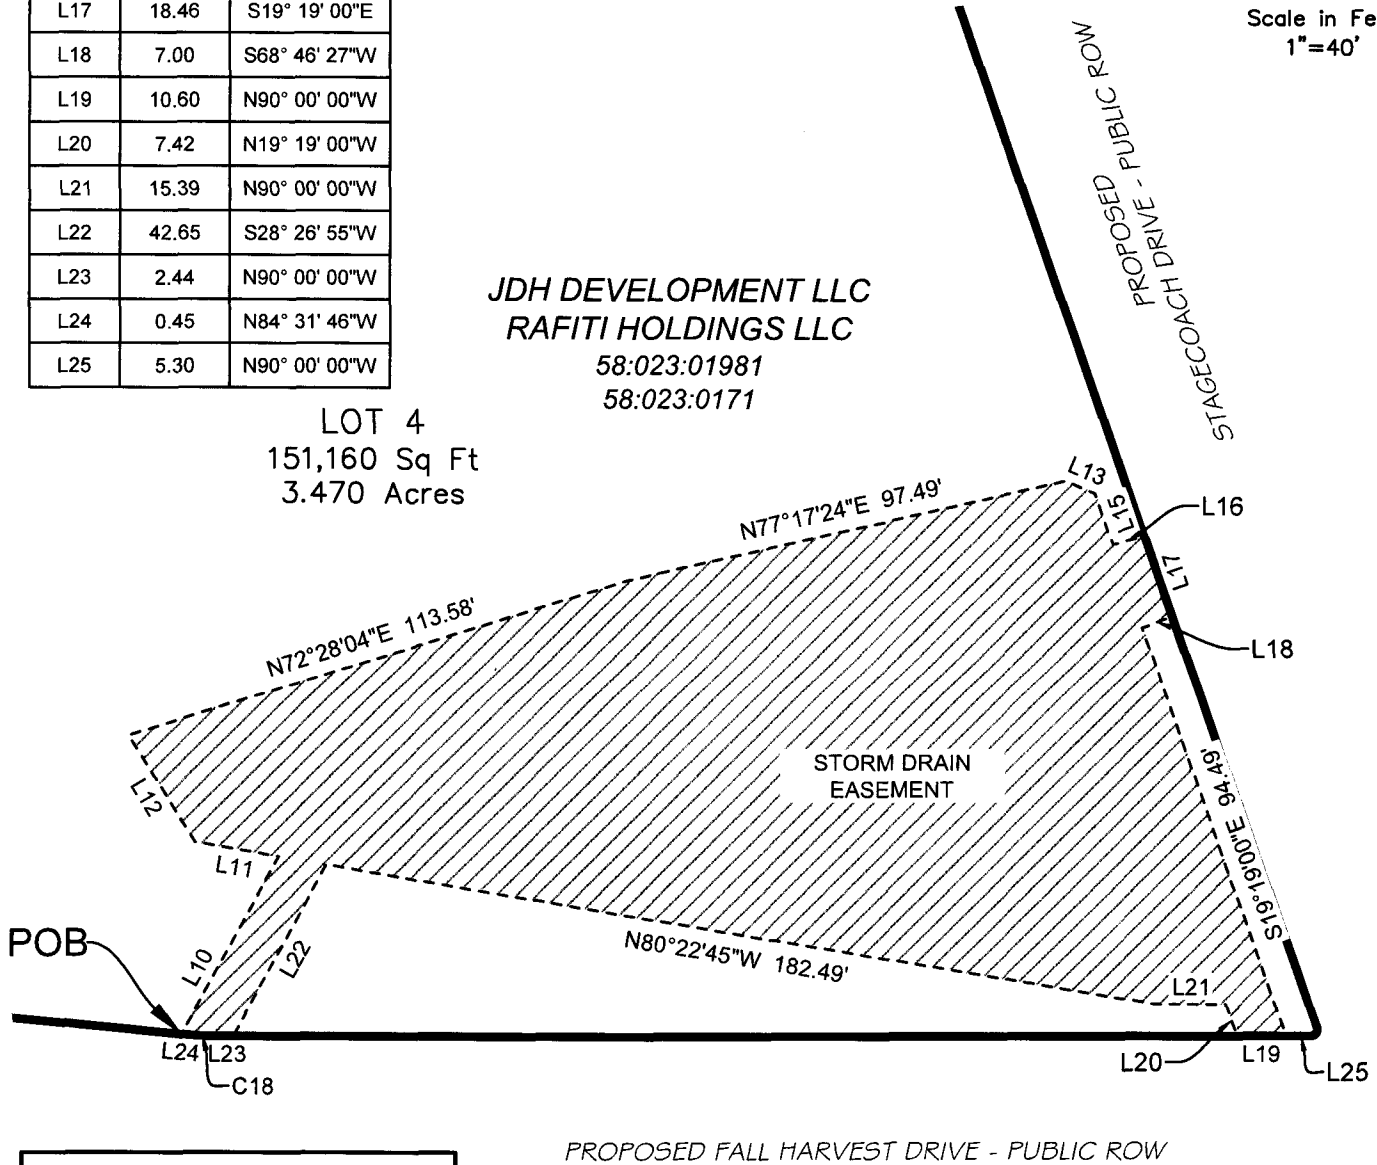 L17 18.46 S19° 19' 00"E
L18 7.00 S68° 46' 27"W
L19 10.60 N90° 00' 00"W
L20 7.42 N19° 19' 00"W
L21 15.39 N90° 00' 00"W
L22 42.65 S28° 26' 55"W
L23 2.44 N90° 00' 00"W
L24 0.45 N84° 31' 46"W
L25 5.30 N90° 00' 00"W
Scale in Fe
1"=40'
PROPOSED
STAGECOACH DRIVE - PUBLIC ROW
JDH DEVELOPMENT LLC
RAFITI HOLDINGS LLC
58:023:01981
58:023:0171
LOT 4
151,160 Sq Ft
3.470 Acres
N77°17'24"E 97.49'
L13
L15
L16
L17
L18
N72°28'04"E 113.58'
STORM DRAIN
EASEMENT
S19°19'00"E 94.49'
L12
L11
L10
L22
POB
N80°22'45"W 182.49'
L21
L24
L23
C18
L20
L19
L25
PROPOSED FALL HARVEST DRIVE - PUBLIC ROW